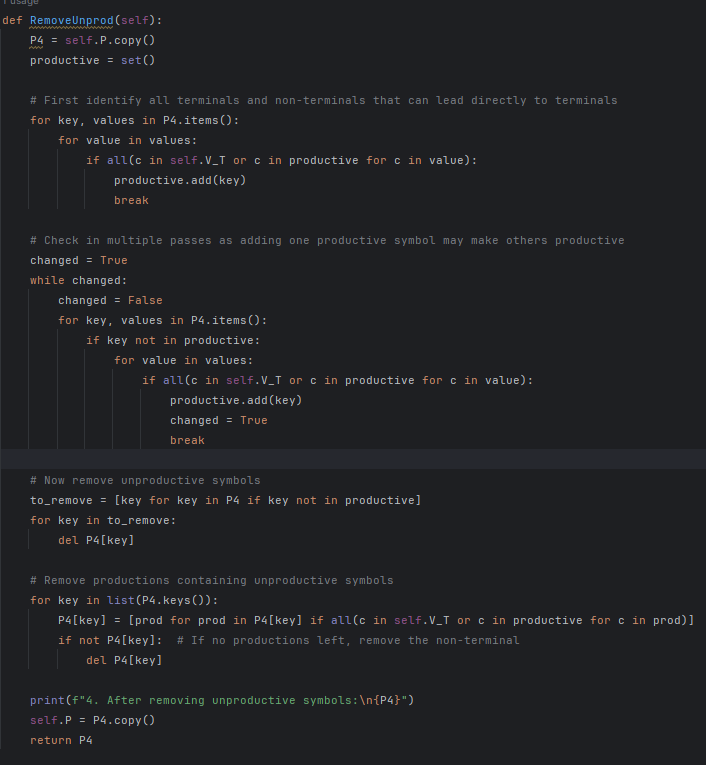 1 usage
def RemoveUnprod(self):
    P4 = self.P.copy()
    productive = set()

    # First identify all terminals and non-terminals that can lead directly to terminals
    for key, values in P4.items():
        for value in values:
            if all(c in self.V_T or c in productive for c in value):
                productive.add(key)
                break

    # Check in multiple passes as adding one productive symbol may make others productive
    changed = True
    while changed:
        changed = False
        for key, values in P4.items():
            if key not in productive:
                for value in values:
                    if all(c in self.V_T or c in productive for c in value):
                        productive.add(key)
                        changed = True
                        break

    # Now remove unproductive symbols
    to_remove = [key for key in P4 if key not in productive]
    for key in to_remove:
        del P4[key]

    # Remove productions containing unproductive symbols
    for key in list(P4.keys()):
        P4[key] = [prod for prod in P4[key] if all(c in self.V_T or c in productive for c in prod)]
        if not P4[key]:  # If no productions left, remove the non-terminal
            del P4[key]

    print(f"4. After removing unproductive symbols:\n{P4}")
    self.P = P4.copy()
    return P4